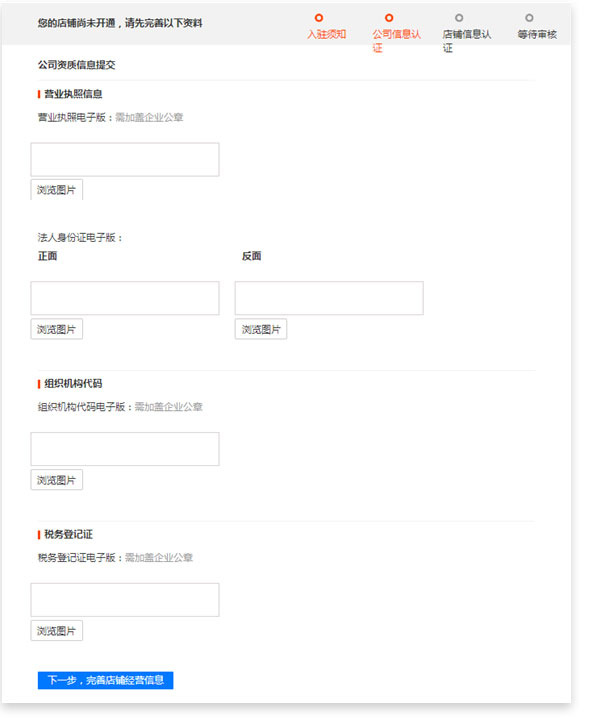 您的店铺尚未开通，请先完善以下资料
入驻须知
公司信息认
证
店铺信息认
证
等待审核
公司资质信息提交
营业执照信息
营业执照电子版：需加盖企业公章
浏览图片
法人身份证电子版：
正面 反面
浏览图片 浏览图片
组织机构代码
组织机构代码电子版：需加盖企业公章
浏览图片
税务登记证
税务登记证电子版：需加盖企业公章
浏览图片
下一步，完善店铺经营信息